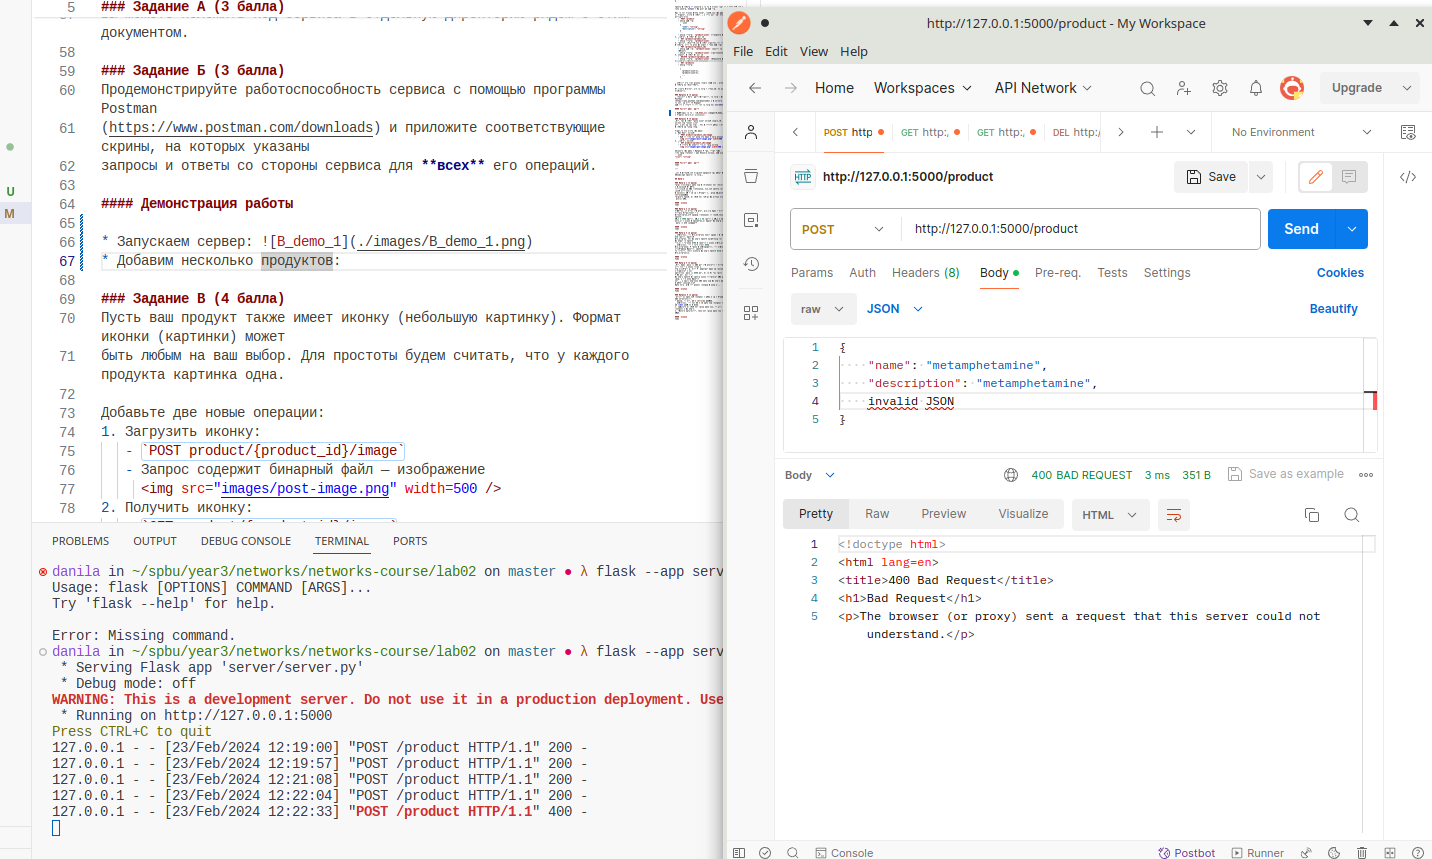 5 ### Задание А (3 балла)
документом.
58
59 ### Задание Б (3 балла)
60 Продемонстрируйте работоспособность сервиса с помощью программы
Postman
61 (https://www.postman.com/downloads) и приложите соответствующие
скрины, на которых указаны
62 запросы и ответы со стороны сервиса для **всех** его операций.
63
64 #### Демонстрация работы
65
66 * Запускаем сервер: ![B_demo_1](./images/B_demo_1.png)
67 * Добавим несколько продуктов:
68
69 ### Задание В (4 балла)
70 Пусть ваш продукт также имеет иконку (небольшую картинку). Формат
иконки (картинки) может
71 быть любым на ваш выбор. Для простоты будем считать, что у каждого
продукта картинка одна.
72
73 Добавьте две новые операции:
74 1. Загрузить иконку:
75 - `POST product/{product_id}/image`
76 - Запрос содержит бинарный файл — изображение
77 <img src="images/post-image.png" width=500 />
78 2. Получить иконку:
U
M
PROBLEMS OUTPUT DEBUG CONSOLE TERMINAL PORTS
danila in ~/spbu/year3/networks/networks-course/lab02 on master ● λ flask --app serv
Usage: flask [OPTIONS] COMMAND [ARGS]...
Try 'flask --help' for help.
Error: Missing command.
danila in ~/spbu/year3/networks/networks-course/lab02 on master ● λ flask --app serv
* Serving Flask app 'server/server.py'
* Debug mode: off
WARNING: This is a development server. Do not use it in a production deployment. Use
* Running on http://127.0.0.1:5000
Press CTRL+C to quit
127.0.0.1 - - [23/Feb/2024 12:19:00] "POST /product HTTP/1.1" 200 -
127.0.0.1 - - [23/Feb/2024 12:19:57] "POST /product HTTP/1.1" 200 -
127.0.0.1 - - [23/Feb/2024 12:21:08] "POST /product HTTP/1.1" 200 -
127.0.0.1 - - [23/Feb/2024 12:22:04] "POST /product HTTP/1.1" 200 -
127.0.0.1 - - [23/Feb/2024 12:22:33] "POST /product HTTP/1.1" 400 -
http://127.0.0.1:5000/product - My Workspace
File Edit View Help
Home Workspaces API Network Upgrade
POST http GET http:, GET http: DEL http:/ No Environment
HTTP http://127.0.0.1:5000/product Save
POST http://127.0.0.1:5000/product Send
Params Auth Headers (8) Body Pre-req. Tests Settings Cookies
raw JSON Beautify
1 {
2 "name": "metamphetamine",
3 "description": "metamphetamine",
4 invalid JSON
5 }
Body 400 BAD REQUEST 3 ms 351 B Save as example
Pretty Raw Preview Visualize HTML
1 <!doctype html>
2 <html lang=en>
3 <title>400 Bad Request</title>
4 <h1>Bad Request</h1>
5 <p>The browser (or proxy) sent a request that this server could not
understand.</p>
Console Postbot Runner